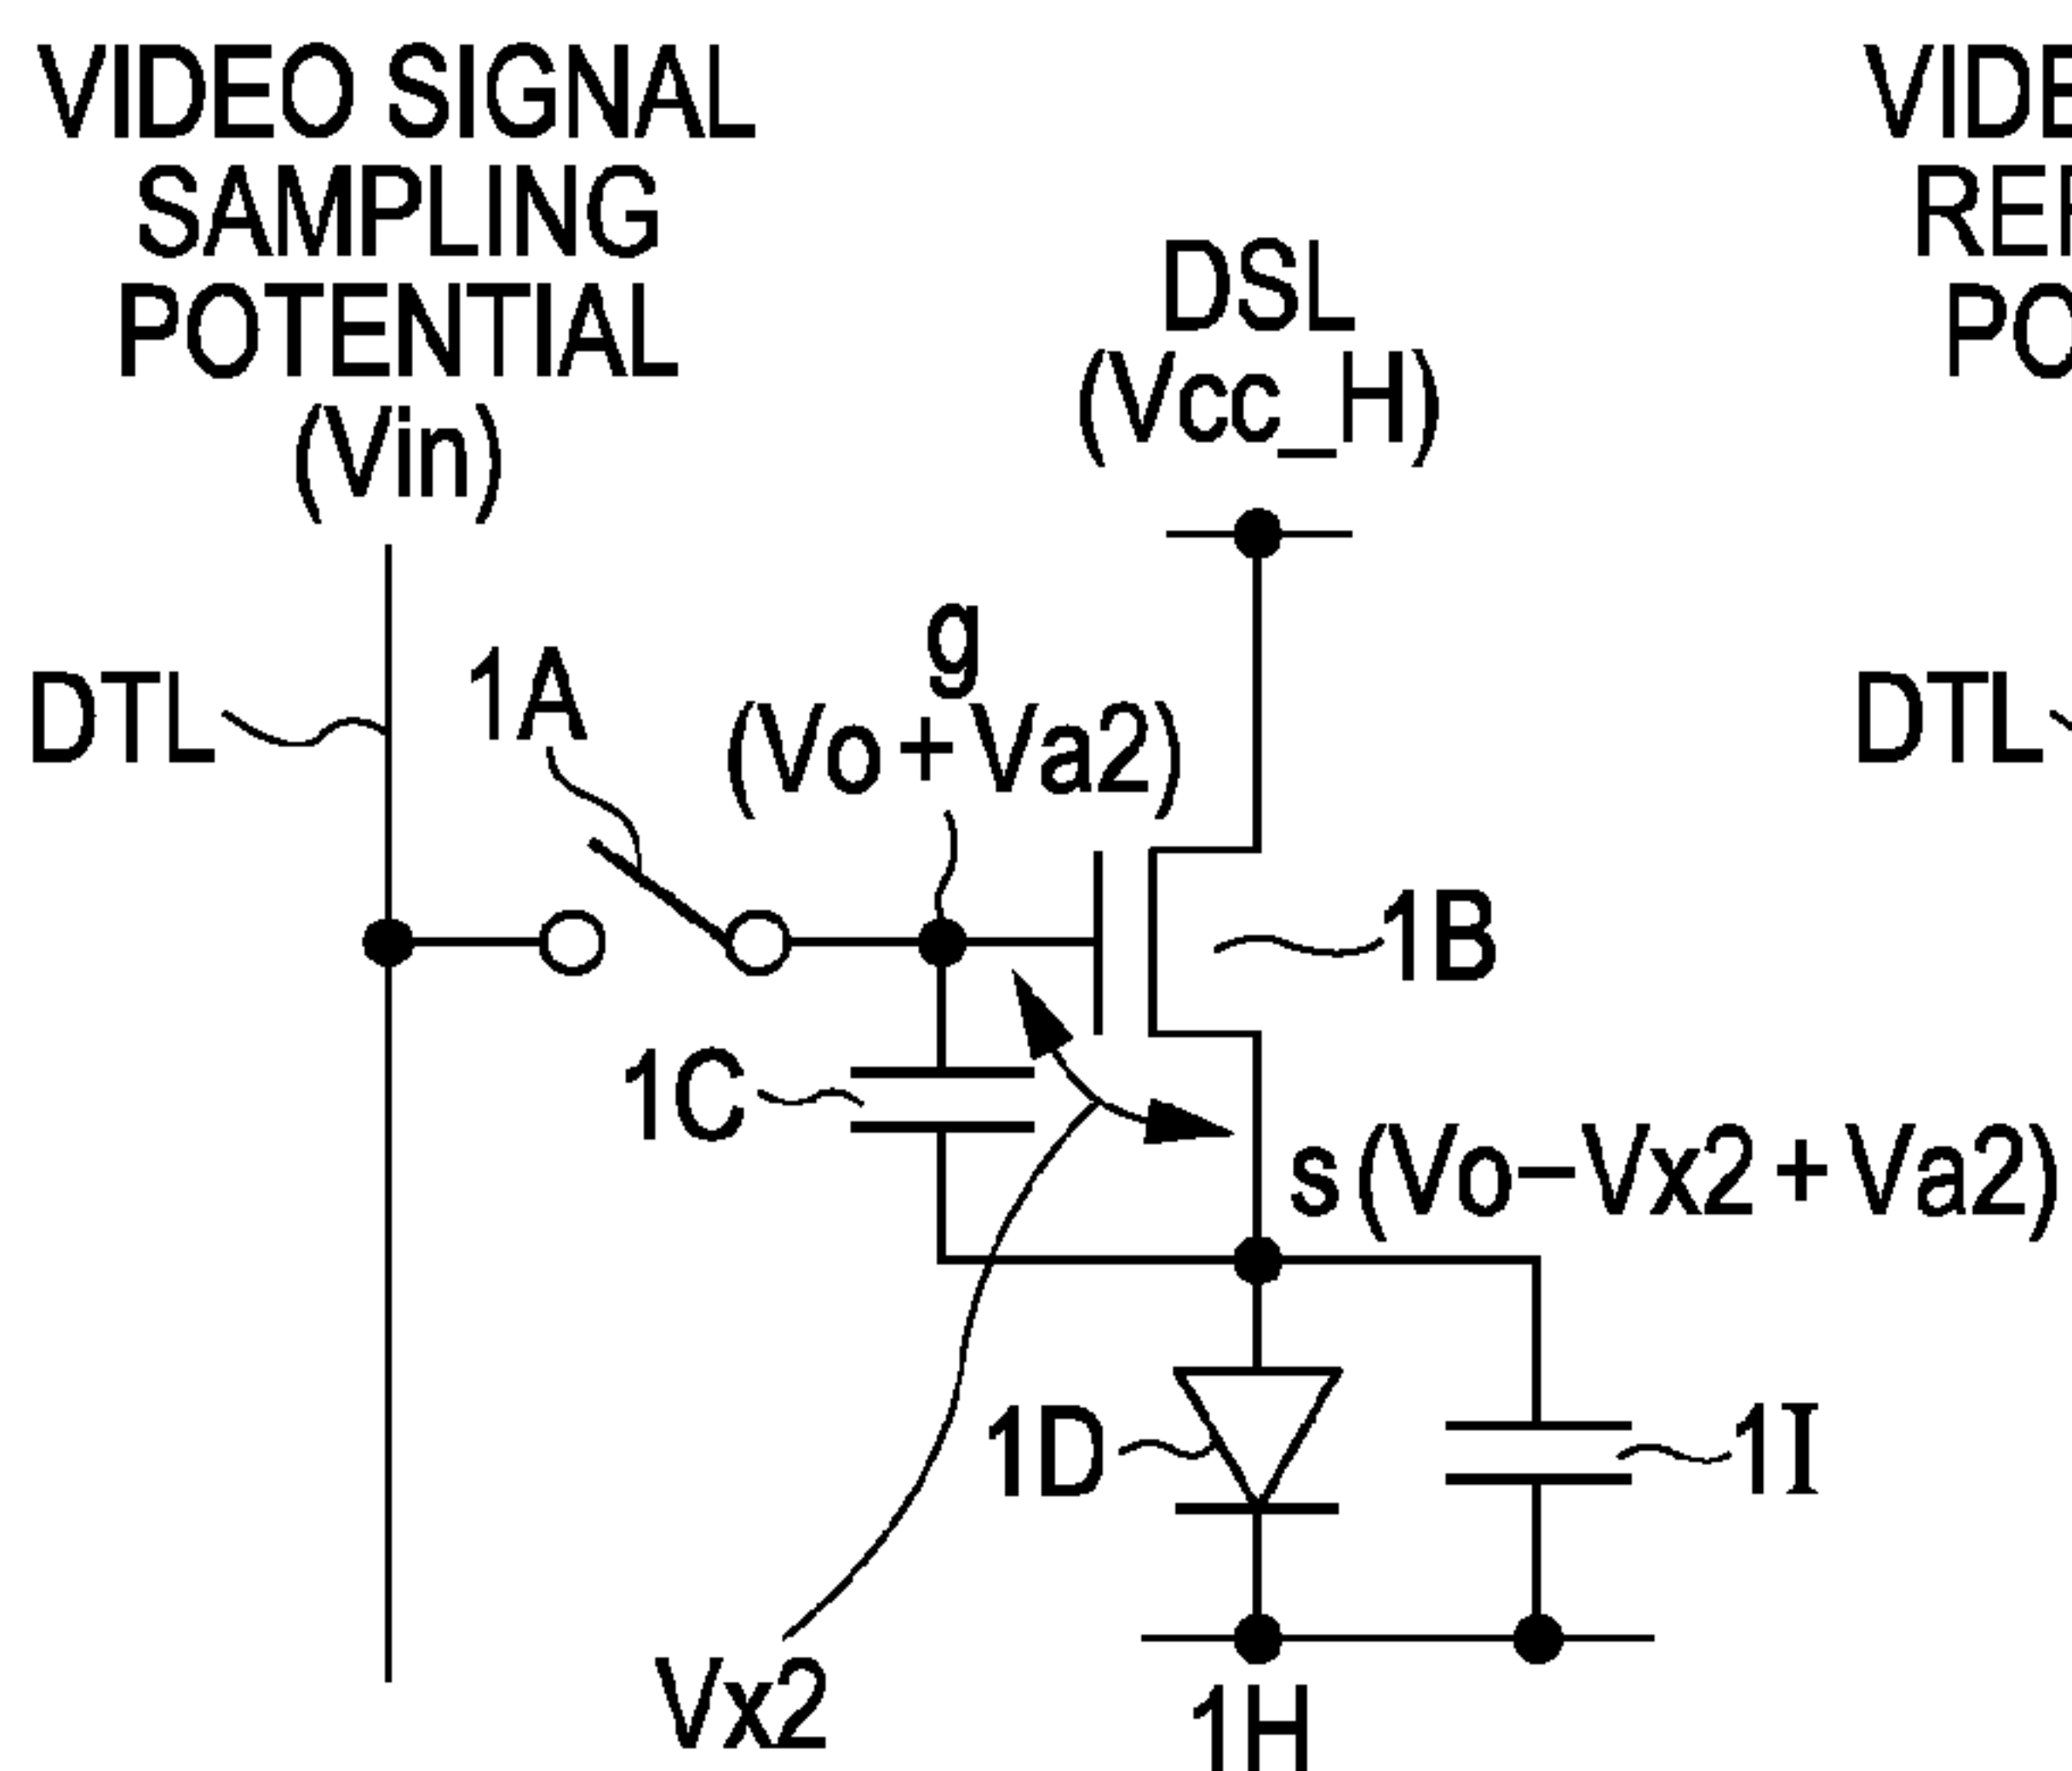 VIDEO SIGNAL
SAMPLING
POTENTIAL
(Vin)
DSL
(Vcc_H)
DTL
1A
g
(Vo+Va2)
1B
1C
s(Vo−Vx2+Va2)
1D
1I
Vx2
1H
DTL